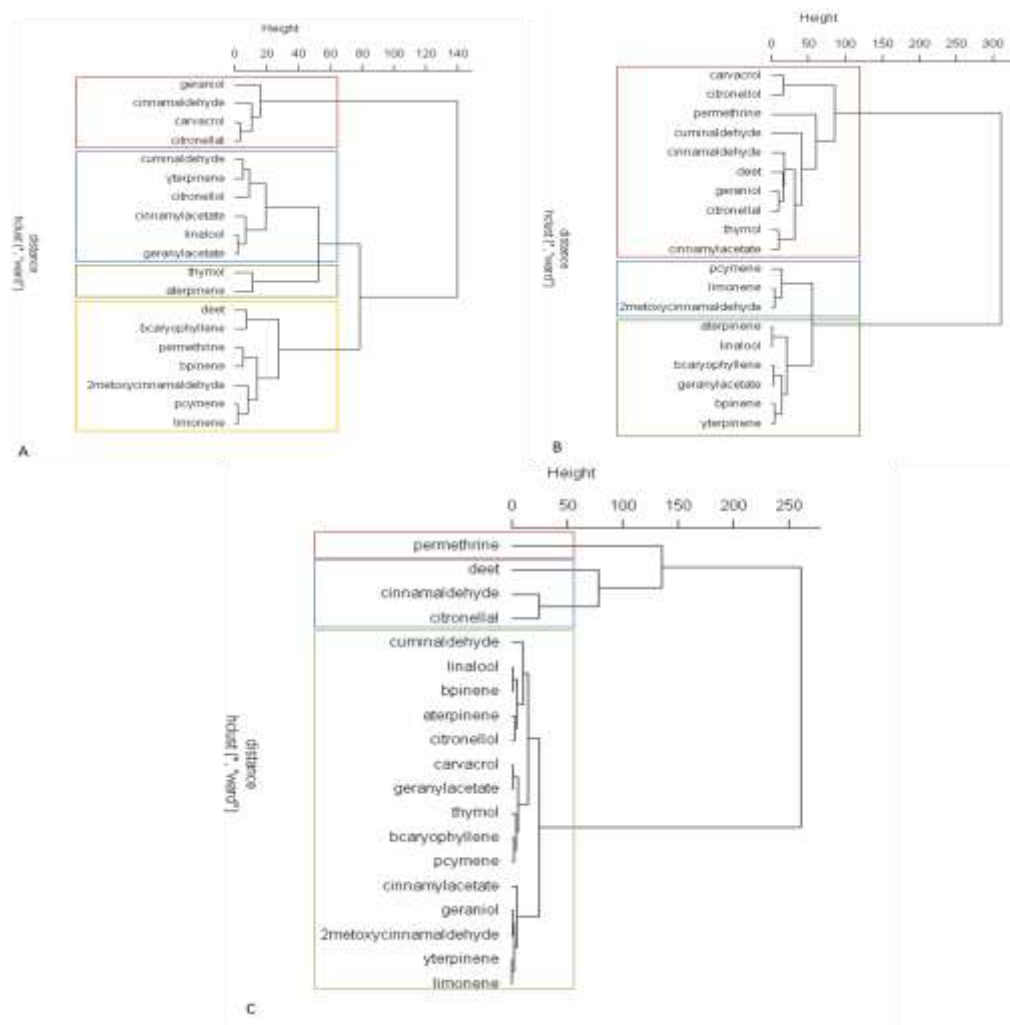 Height
0 20 40 60 80 100 120 140
geraniol
cinnamaldehyde
carvacrol
citronellal
cuminaldehyde
yterpinene
citronellol
cinnamylacetate
linalool
geranylacetate
thymol
aterpinene
deet
bcaryophyllene
permethrine
bpinene
2metoxycinnamaldehyde
pcymene
limonene
distance
hclust (*, "ward")
A
Height
0 50 100 150 200 250 300
carvacrol
citronellol
permethrine
cuminaldehyde
cinnamaldehyde
deet
geraniol
citronellal
thymol
cinnamylacetate
pcymene
limonene
2metoxycinnamaldehyde
aterpinene
linalool
bcaryophyllene
geranylacetate
bpinene
yterpinene
distance
hclust (*, "ward")
B
Height
0 50 100 150 200 250
permethrine
deet
cinnamaldehyde
citronellal
cuminaldehyde
linalool
bpinene
aterpinene
citronellol
carvacrol
geranylacetate
thymol
bcaryophyllene
pcymene
cinnamylacetate
geraniol
2metoxycinnamaldehyde
yterpinene
limonene
distance
hclust (*, "ward")
C